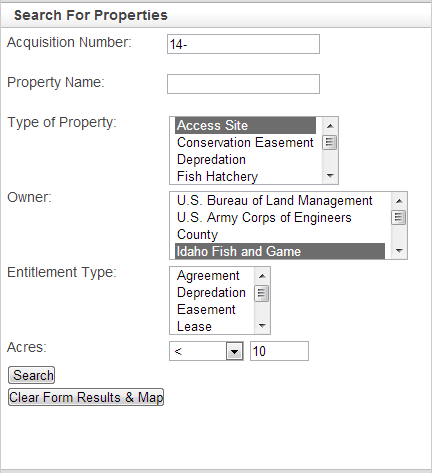 Search For Properties
Acquisition Number: 14-
Property Name:
Type of Property: Access Site
Conservation Easement
Depredation
Fish Hatchery
Owner: U.S. Bureau of Land Management
U.S. Army Corps of Engineers
County
Idaho Fish and Game
Entitlement Type: Agreement
Depredation
Easement
Lease
Acres: < 10
Search
Clear Form Results & Map